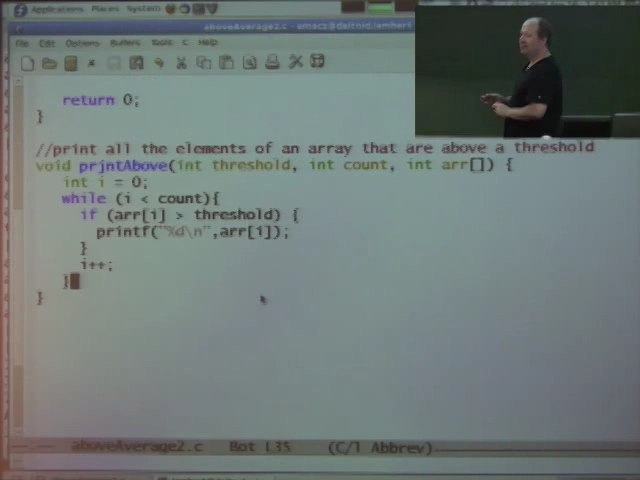 Applications Places System
aboveAverage2.c - emacs@dalroid.lembert
File Edit Options Buffers Tools C Help
return 0;
}
//print all the elements of an array that are above a threshold
void printAbove(int threshold, int count, int arr[]) {
int i = 0;
while (i < count){
if (arr[i] > threshold) {
printf("%d\n",arr[i]);
}
i++;
}
}
aboveAverage2.c Bot L35 (C/l Abbrev)